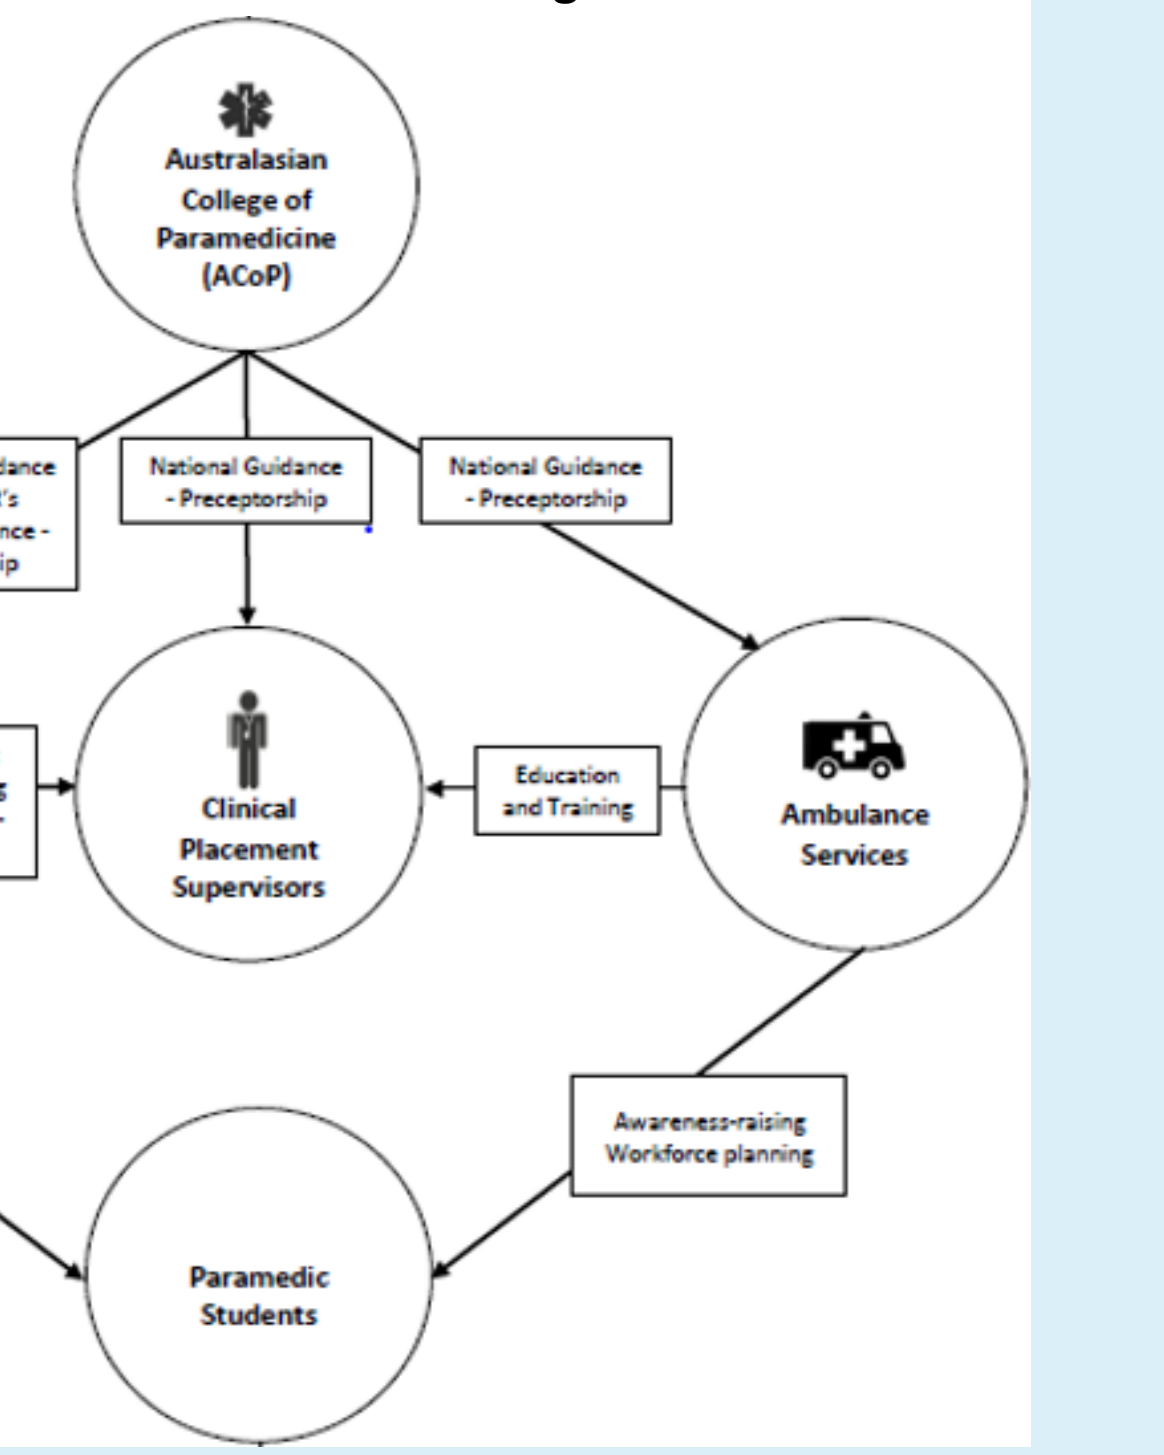 Australasian
College of
Paramedicine
(ACoP)
National Guidance
- Preceptorship
National Guidance
- Preceptorship
Education
and Training
Clinical
Placement
Supervisors
Ambulance
Services
Awareness-raising
Workforce planning
Paramedic
Students